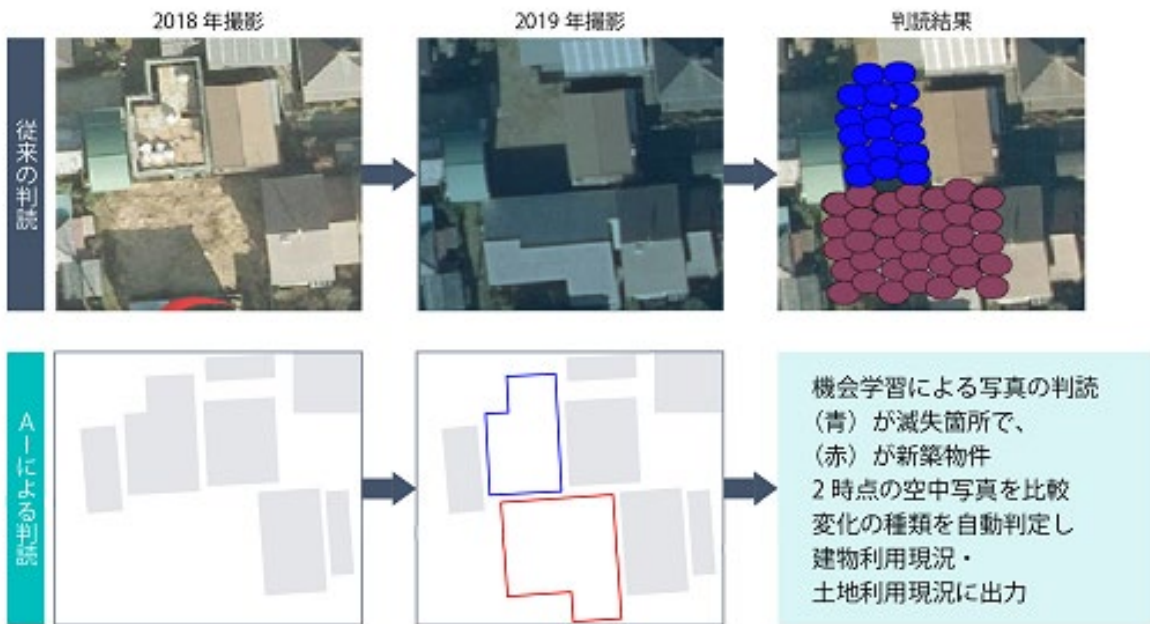 2018 年撮影
2019 年撮影
判読結果
従来の判読
AIによる判読
機会学習による写真の判読
（青）が滅失箇所で、
（赤）が新築物件
2 時点の空中写真を比較
変化の種類を自動判定し
建物利用現況・
土地利用現況に出力